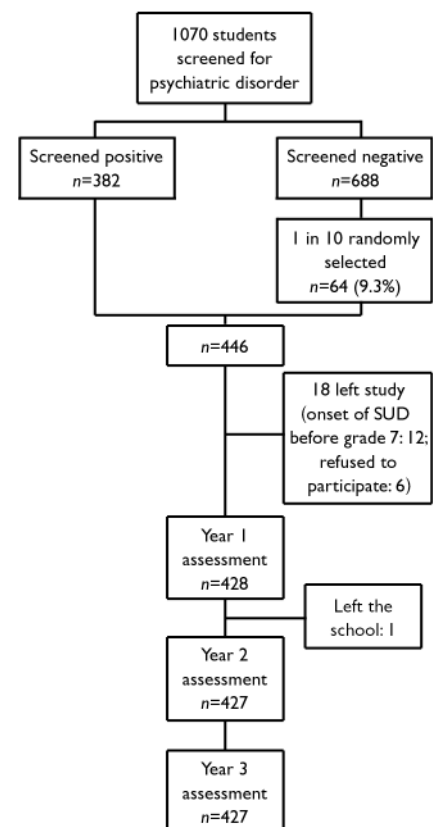 1070 students
screened for
psychiatric disorder
Screened positive
n=382
Screened negative
n=688
1 in 10 randomly
selected
n=64 (9.3%)
n=446
18 left study
(onset of SUD
before grade 7: 12;
refused to
participate: 6)
Year 1
assessment
n=428
Left the
school: 1
Year 2
assessment
n=427
Year 3
assessment
n=427